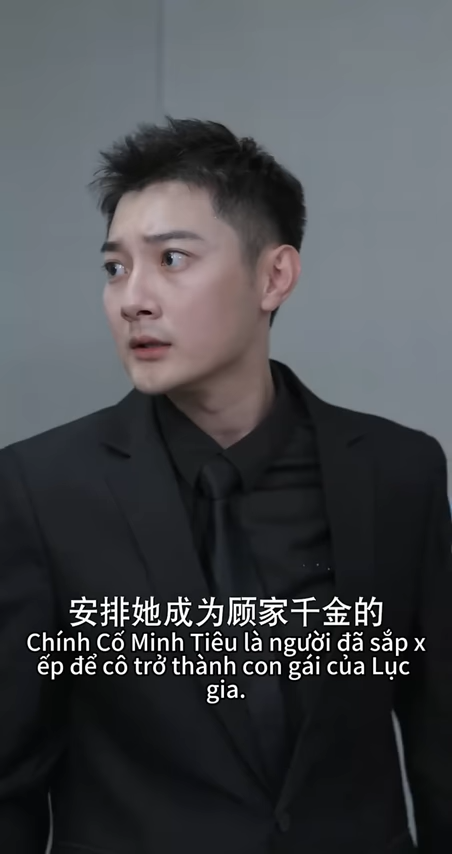 安排她成为顾家千金的
Chính Cố Minh Tiêu là người đã sắp x
ếp để cô trở thành con gái của Lục
gia.